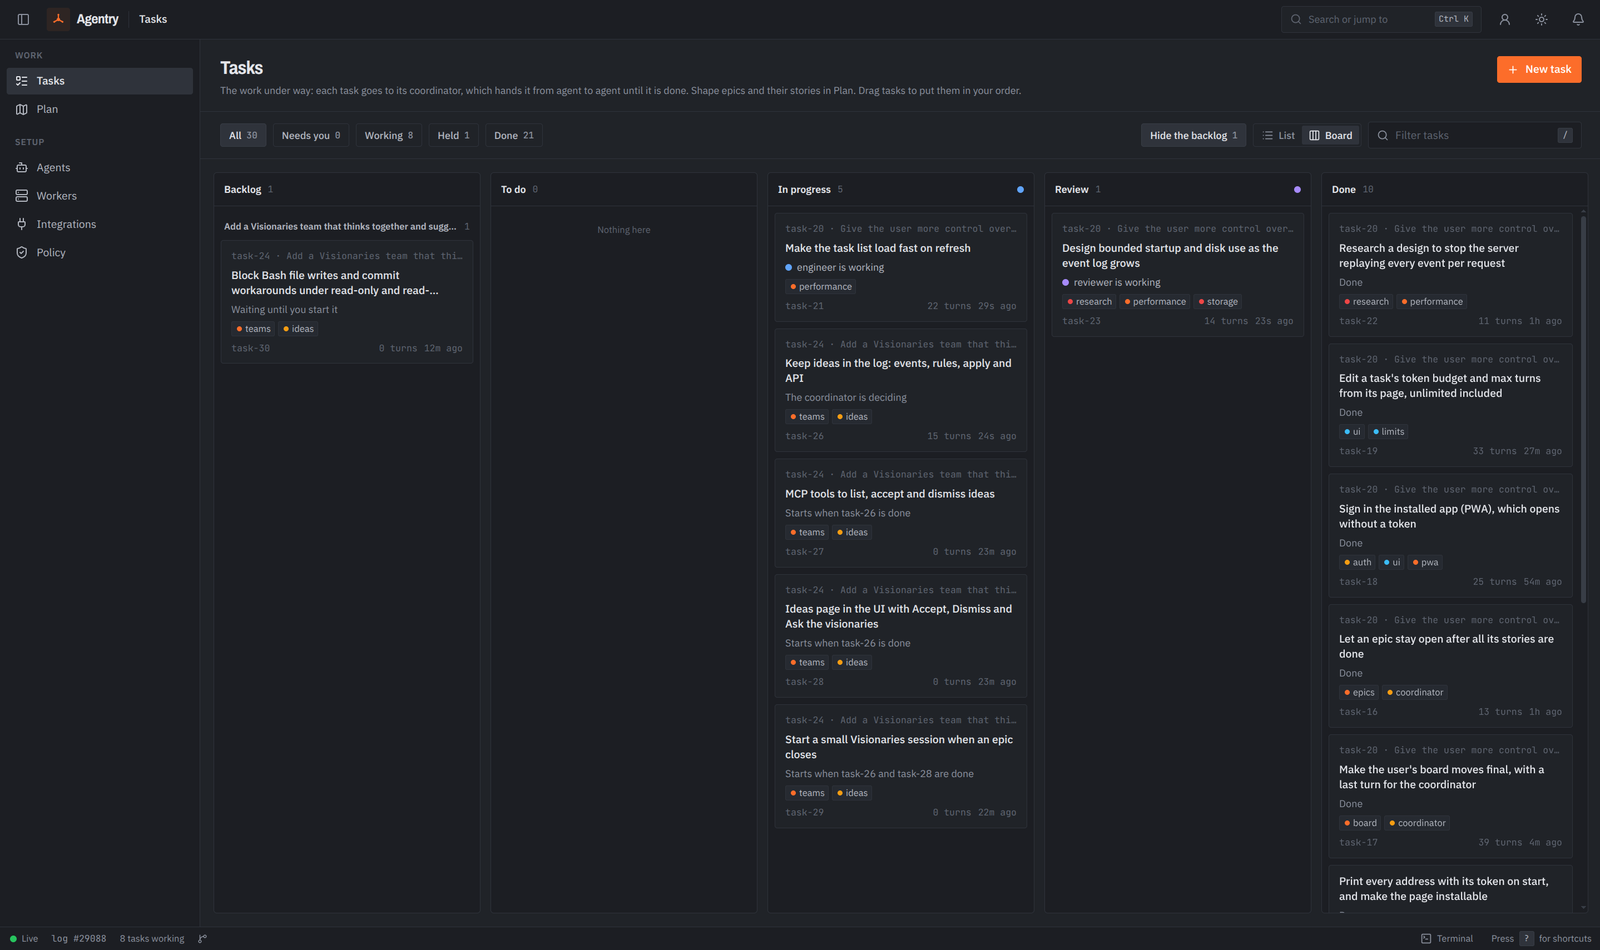 Agentry
Tasks
Search or jump to
Ctrl K
WORK
Tasks
Plan
SETUP
Agents
Workers
Integrations
Policy
Tasks
The work under way: each task goes to its coordinator, which hands it from agent to agent until it is done. Shape epics and their stories in Plan. Drag tasks to put them in your order.
+ New task
All 30
Needs you 0
Working 8
Held 1
Done 21
Hide the backlog 1
List
Board
Filter tasks
/
Backlog 1
Add a Visionaries team that thinks together and sugg... 1
task-24 · Add a Visionaries team that thi…
Block Bash file writes and commit
workarounds under read-only and read-...
Waiting until you start it
teams
ideas
task-30
0 turns 12m ago
To do 0
Nothing here
In progress 5
task-20 · Give the user more control over…
Make the task list load fast on refresh
engineer is working
performance
task-21
22 turns 29s ago
task-24 · Add a Visionaries team that thi…
Keep ideas in the log: events, rules, apply and
API
The coordinator is deciding
teams
ideas
task-26
15 turns 24s ago
task-24 · Add a Visionaries team that thi…
MCP tools to list, accept and dismiss ideas
Starts when task-26 is done
teams
ideas
task-27
0 turns 23m ago
task-24 · Add a Visionaries team that thi…
Ideas page in the UI with Accept, Dismiss and
Ask the visionaries
Starts when task-26 is done
teams
ideas
task-28
0 turns 23m ago
task-24 · Add a Visionaries team that thi…
Start a small Visionaries session when an epic
closes
Starts when task-26 and task-28 are done
teams
ideas
task-29
0 turns 22m ago
Review 1
task-20 · Give the user more control over…
Design bounded startup and disk use as the
event log grows
reviewer is working
research
performance
storage
task-23
14 turns 23s ago
Done 10
task-20 · Give the user more control ov…
Research a design to stop the server
replaying every event per request
Done
research
performance
task-22
11 turns 1h ago
task-20 · Give the user more control ov…
Edit a task's token budget and max turns
from its page, unlimited included
Done
ui
limits
task-19
33 turns 27m ago
task-20 · Give the user more control ov…
Sign in the installed app (PWA), which opens
without a token
Done
auth
ui
pwa
task-18
25 turns 54m ago
task-20 · Give the user more control ov…
Let an epic stay open after all its stories are
done
Done
epics
coordinator
task-16
13 turns 1h ago
task-20 · Give the user more control ov…
Make the user's board moves final, with a
last turn for the coordinator
Done
board
coordinator
task-17
39 turns 4m ago
Print every address with its token on start,
and make the page installable
Live
log #29088
8 tasks working
Terminal
Press ? for shortcuts